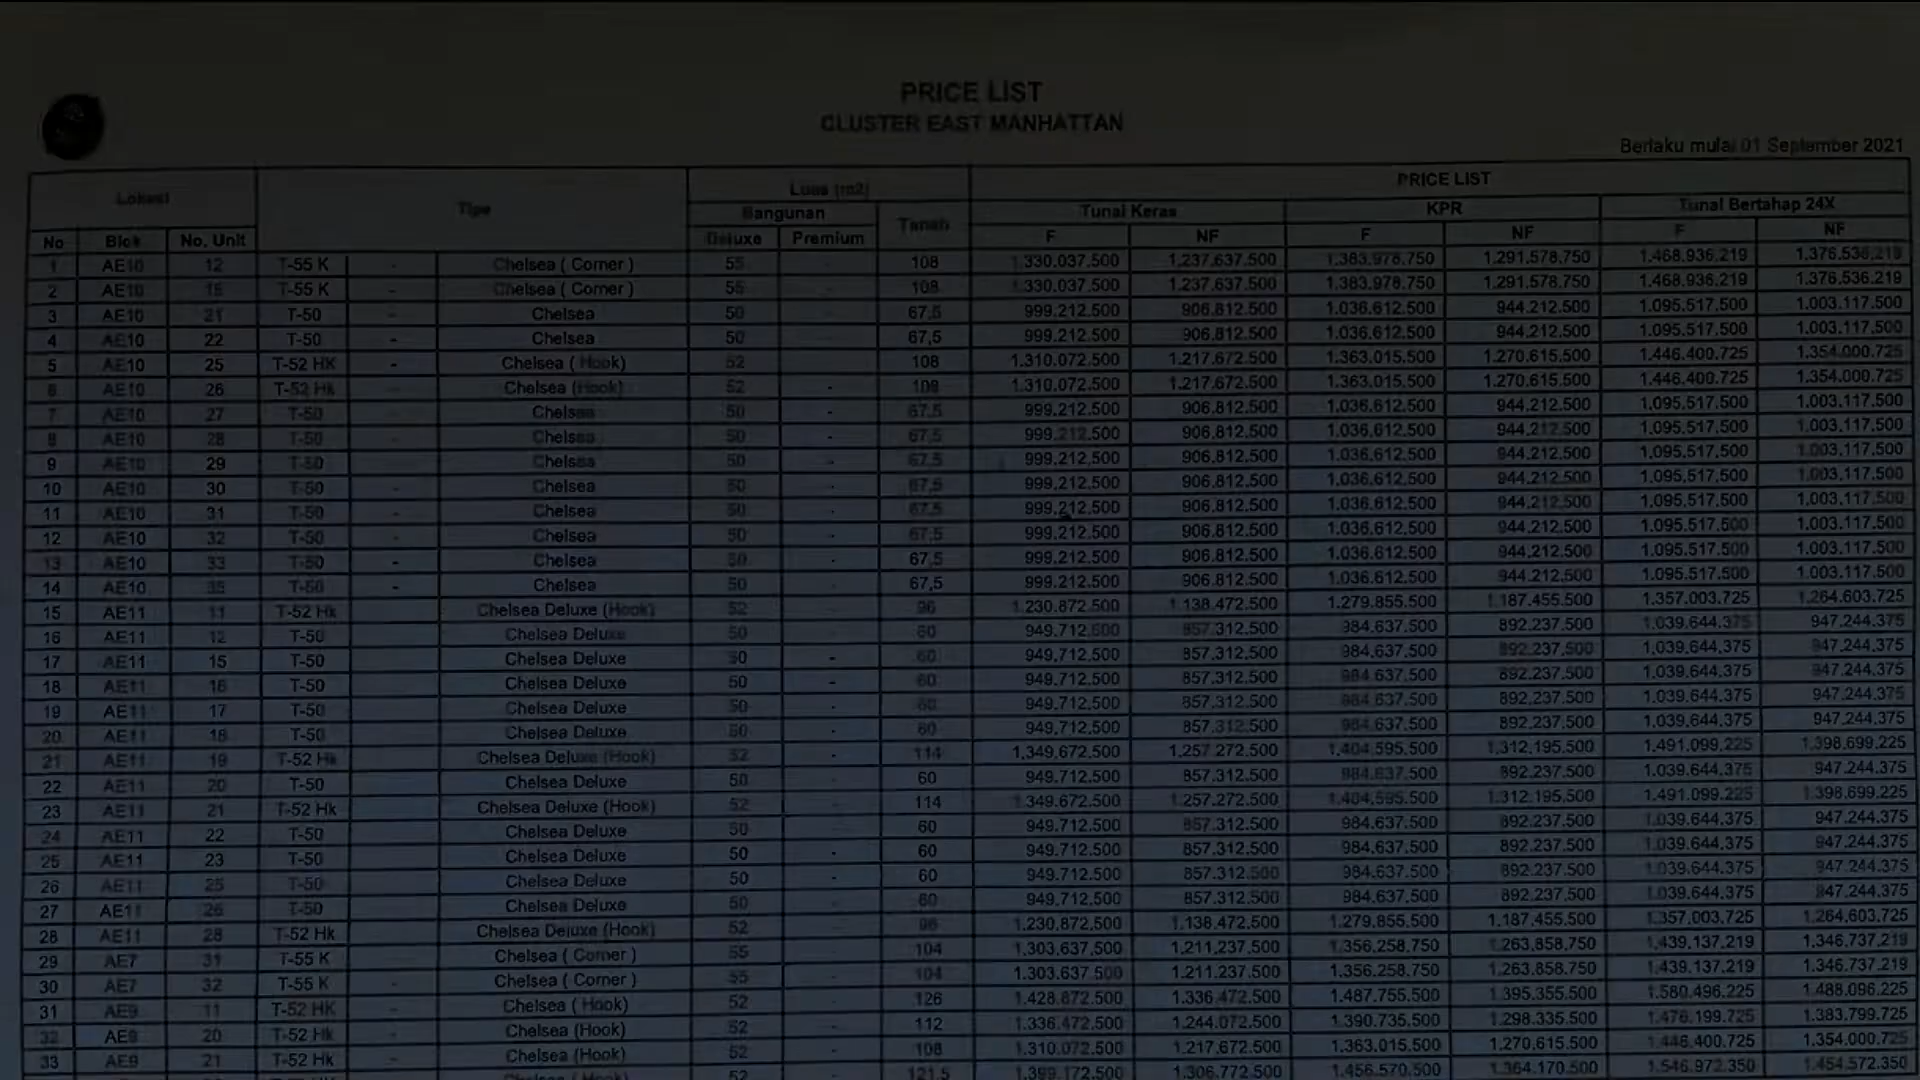 PRICE LIST
CLUSTER EAST MANHATTAN
Berlaku mulai 01 September 2021
Lokasi Tipe Luas (m2) PRICE LIST
Bangunan Tanah Tunai Keras KPR Tunai Bertahap 24X
No Blok No. Unit Deluxe Premium F NF F NF F NF
1 AE10 12 T-55 K - Chelsea ( Corner ) 55 108 1.330.037.500 1.237.637.500 1.383.978.750 1.291.578.750 1.468.936.219 1.376.536.219
2 AE10 15 T-55 K - Chelsea ( Corner ) 55 108 1.330.037.500 1.237.637.500 1.383.978.750 1.291.578.750 1.468.936.219 1.376.536.219
3 AE10 21 T-50 - Chelsea 50 67,5 999.212.500 906.812.500 1.036.612.500 944.212.500 1.095.517.500 1.003.117.500
4 AE10 22 T-50 - Chelsea 50 67,5 999.212.500 906.812.500 1.036.612.500 944.212.500 1.095.517.500 1.003.117.500
5 AE10 25 T-52 HK - Chelsea ( Hook) 52 108 1.310.072.500 1.217.672.500 1.363.015.500 1.270.615.500 1.446.400.725 1.354.000.725
6 AE10 26 T-52 Hk - Chelsea (Hook) 52 - 108 1.310.072.500 1.217.672.500 1.363.015.500 1.270.615.500 1.446.400.725 1.354.000.725
7 AE10 27 T-50 - Chelsea 50 - 67,5 999.212.500 906.812.500 1.036.612.500 944.212.500 1.095.517.500 1.003.117.500
8 AE10 28 T-50 - Chelsea 50 - 67,5 999.212.500 906.812.500 1.036.612.500 944.212.500 1.095.517.500 1.003.117.500
9 AE10 29 T-50 - Chelsea 50 - 67,5 999.212.500 906.812.500 1.036.612.500 944.212.500 1.095.517.500 1.003.117.500
10 AE10 30 T-50 - Chelsea 50 - 67,5 999.212.500 906.812.500 1.036.612.500 944.212.500 1.095.517.500 1.003.117.500
11 AE10 31 T-50 - Chelsea 50 - 67,5 999.212.500 906.812.500 1.036.612.500 944.212.500 1.095.517.500 1.003.117.500
12 AE10 32 T-50 - Chelsea 50 - 67,5 999.212.500 906.812.500 1.036.612.500 944.212.500 1.095.517.500 1.003.117.500
13 AE10 33 T-50 - Chelsea 50 - 67,5 999.212.500 906.812.500 1.036.612.500 944.212.500 1.095.517.500 1.003.117.500
14 AE10 35 T-50 - Chelsea 50 - 67,5 999.212.500 906.812.500 1.036.612.500 944.212.500 1.095.517.500 1.003.117.500
15 AE11 11 T-52 Hk Chelsea Deluxe (Hook) 52 96 1.230.872.500 1.138.472.500 1.279.855.500 1.187.455.500 1.357.003.725 1.264.603.725
16 AE11 12 T-50 Chelsea Deluxe 50 60 949.712.500 857.312.500 984.637.500 892.237.500 1.039.644.375 947.244.375
17 AE11 15 T-50 Chelsea Deluxe 50 - 60 949.712.500 857.312.500 984.637.500 892.237.500 1.039.644.375 947.244.375
18 AE11 16 T-50 Chelsea Deluxe 50 - 60 949.712.500 857.312.500 984.637.500 892.237.500 1.039.644.375 947.244.375
19 AE11 17 T-50 Chelsea Deluxe 50 60 949.712.500 857.312.500 984.637.500 892.237.500 1.039.644.375 947.244.375
20 AE11 18 T-50 Chelsea Deluxe 50 60 949.712.500 857.312.500 984.637.500 892.237.500 1.039.644.375 947.244.375
21 AE11 19 T-52 Hk Chelsea Deluxe (Hook) 52 114 1.349.672.500 1.257.272.500 1.404.595.500 1.312.195.500 1.491.099.225 1.398.699.225
22 AE11 20 T-50 Chelsea Deluxe 50 60 949.712.500 857.312.500 984.637.500 892.237.500 1.039.644.375 947.244.375
23 AE11 21 T-52 Hk Chelsea Deluxe (Hook) 52 114 1.349.672.500 1.257.272.500 1.404.595.500 1.312.195.500 1.491.099.225 1.398.699.225
24 AE11 22 T-50 Chelsea Deluxe 50 60 949.712.500 857.312.500 984.637.500 892.237.500 1.039.644.375 947.244.375
25 AE11 23 T-50 Chelsea Deluxe 50 - 60 949.712.500 857.312.500 984.637.500 892.237.500 1.039.644.375 947.244.375
26 AE11 25 T-50 Chelsea Deluxe 50 - 60 949.712.500 857.312.500 984.637.500 892.237.500 1.039.644.375 947.244.375
27 AE11 26 T-50 Chelsea Deluxe 50 - 60 949.712.500 857.312.500 984.637.500 892.237.500 1.039.644.375 947.244.375
28 AE11 28 T-52 Hk Chelsea Deluxe (Hook) 52 96 1.230.872.500 1.138.472.500 1.279.855.500 1.187.455.500 1.357.003.725 1.264.603.725
29 AE7 31 T-55 K - Chelsea ( Corner ) 55 104 1.303.637.500 1.211.237.500 1.356.258.750 1.263.858.750 1.439.137.219 1.346.737.219
30 AE7 32 T-55 K - Chelsea ( Corner ) 55 104 1.303.637.500 1.211.237.500 1.356.258.750 1.263.858.750 1.439.137.219 1.346.737.219
31 AE9 11 T-52 HK - Chelsea ( Hook) 52 126 1.428.872.500 1.336.472.500 1.487.755.500 1.395.355.500 1.580.496.225 1.488.096.225
32 AE9 20 T-52 Hk - Chelsea (Hook) 52 112 1.336.472.500 1.244.072.500 1.390.735.500 1.298.335.500 1.476.199.725 1.383.799.725
33 AE9 21 T-52 Hk - Chelsea (Hook) 52 108 1.310.072.500 1.217.672.500 1.363.015.500 1.270.615.500 1.446.400.725 1.354.000.725
52 121,5 1.399.172.500 1.306.772.500 1.456.570.500 1.364.170.500 1.546.972.350 1.454.572.350